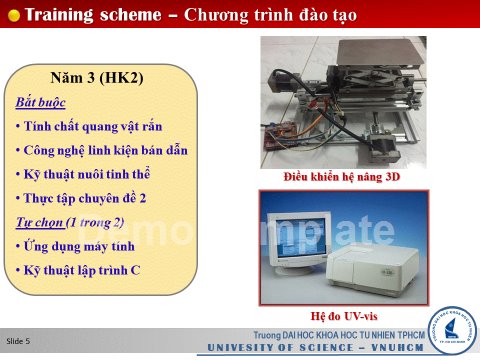 Training scheme – Chương trình đào tạo
Năm 3 (HK2)
Bắt buộc
• Tính chất quang vật rắn
• Công nghệ linh kiện bán dẫn
• Kỹ thuật nuôi tinh thể
• Thực tập chuyên đề 2
Tự chọn (1 trong 2)
• Ứng dụng máy tính
• Kỹ thuật lập trình C
Điều khiển hệ nâng 3D
Hệ đo UV-vis
Slide 5
Truong DAI HOC KHOA HOC TU NHIEN TPHCM
UNIVESITY OF SCIENCE – VNUHCM